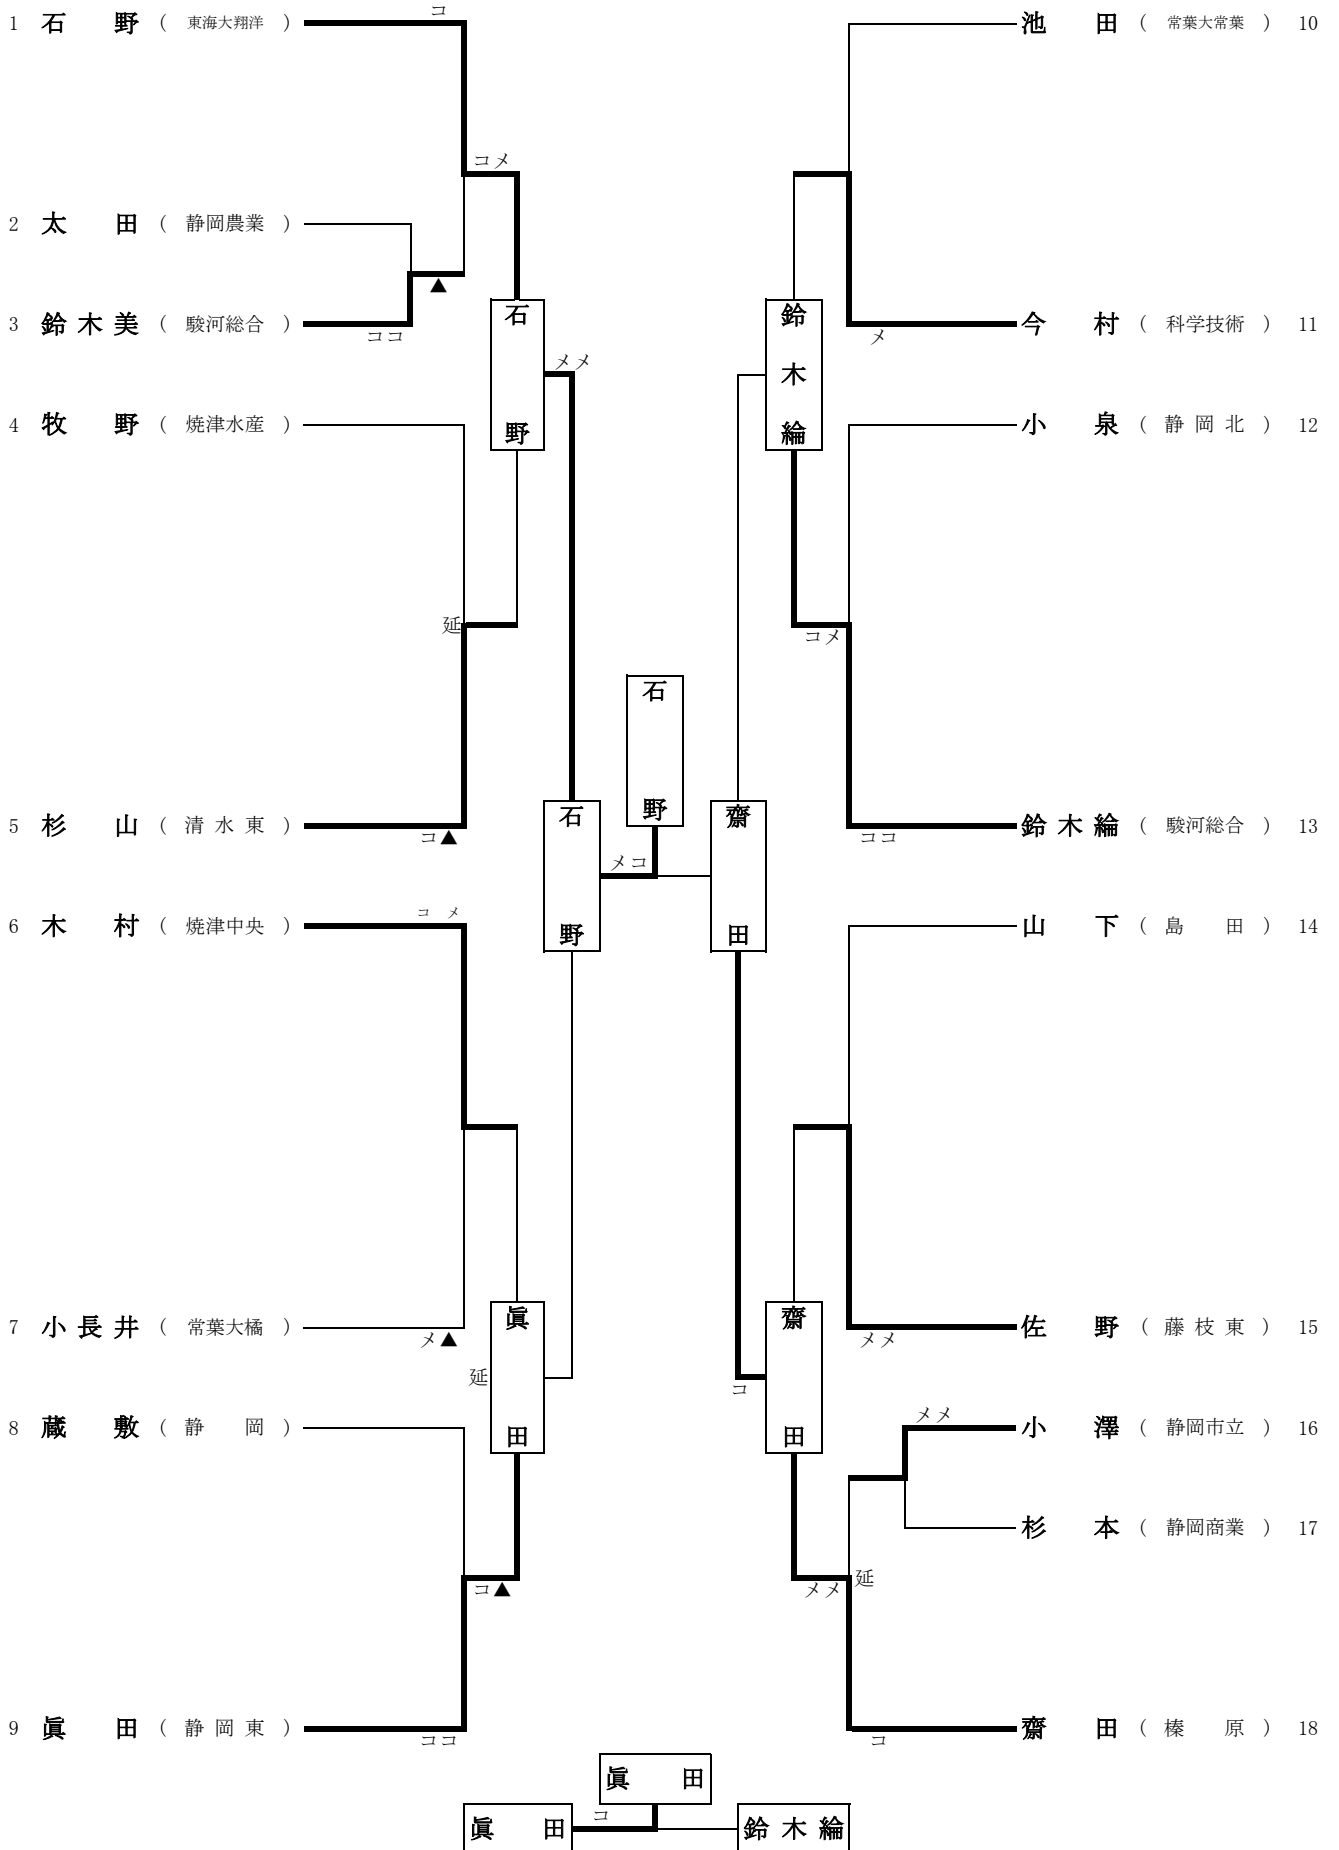 1 石野 ( 東海大翔洋 )
コ
コメ
2 太田 ( 静岡農業 )
▲
3 鈴木美 ( 駿河総合 )
ココ
石野
メメ
4 牧野 ( 焼津水産 )
延
5 杉山 ( 清水東 )
コ▲
6 木村 ( 焼津中央 )
コメ
7 小長井 ( 常葉大橘 )
メ▲
延
眞田
8 蔵敷 ( 静岡 )
コ▲
9 眞田 ( 静岡東 )
ココ
石野
石野
メコ
齋田
池田 ( 常葉大常葉 ) 10
今村 ( 科学技術 ) 11
メ
鈴木綸
小泉 ( 静岡北 ) 12
コメ
鈴木綸 ( 駿河総合 ) 13
ココ
山下 ( 島田 ) 14
佐野 ( 藤枝東 ) 15
メメ
齋田
コ
小澤 ( 静岡市立 ) 16
メメ
杉本 ( 静岡商業 ) 17
メメ 延
齋田 ( 榛原 ) 18
コ
眞田
眞田
コ
鈴木綸